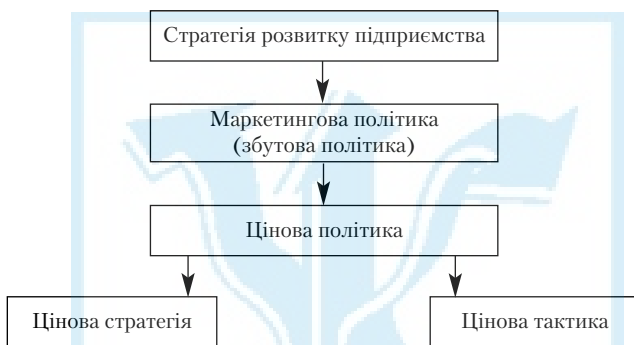 Стратегія розвитку підприємства
Маркетингова політика
(збутова політика)
Цінова політика
Цінова стратегія
Цінова тактика